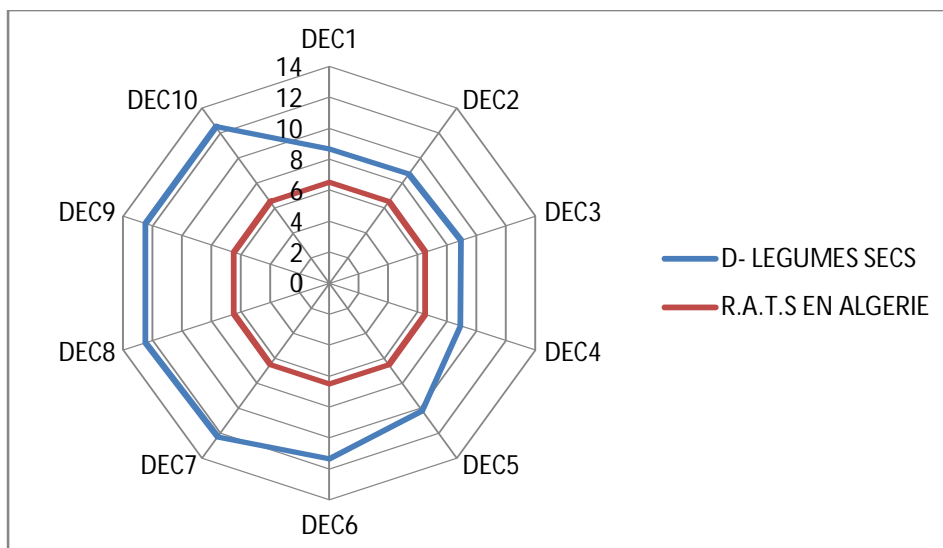 DEC1
DEC2
DEC3
DEC4
DEC5
DEC6
DEC7
DEC8
DEC9
DEC10
14
12
10
8
6
4
2
0
D- LEGUMES SECS
R.A.T.S EN ALGERIE